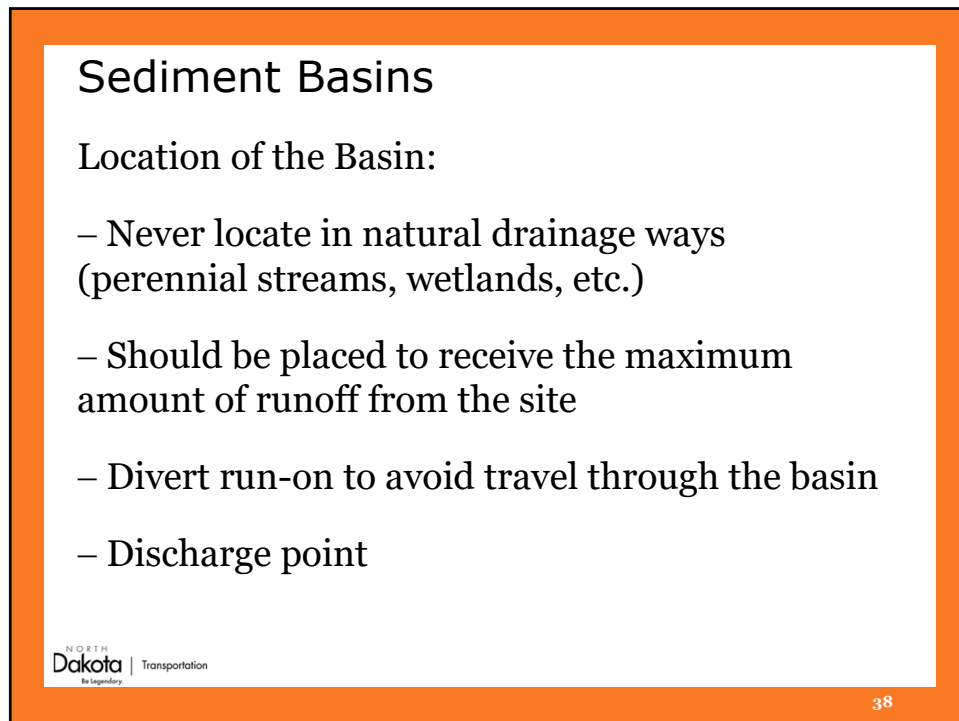 Sediment Basins
Location of the Basin:
– Never locate in natural drainage ways
(perennial streams, wetlands, etc.)
– Should be placed to receive the maximum
amount of runoff from the site
– Divert run-on to avoid travel through the basin
– Discharge point
NORTH
Dakota | Transportation
Be Legendary.
38